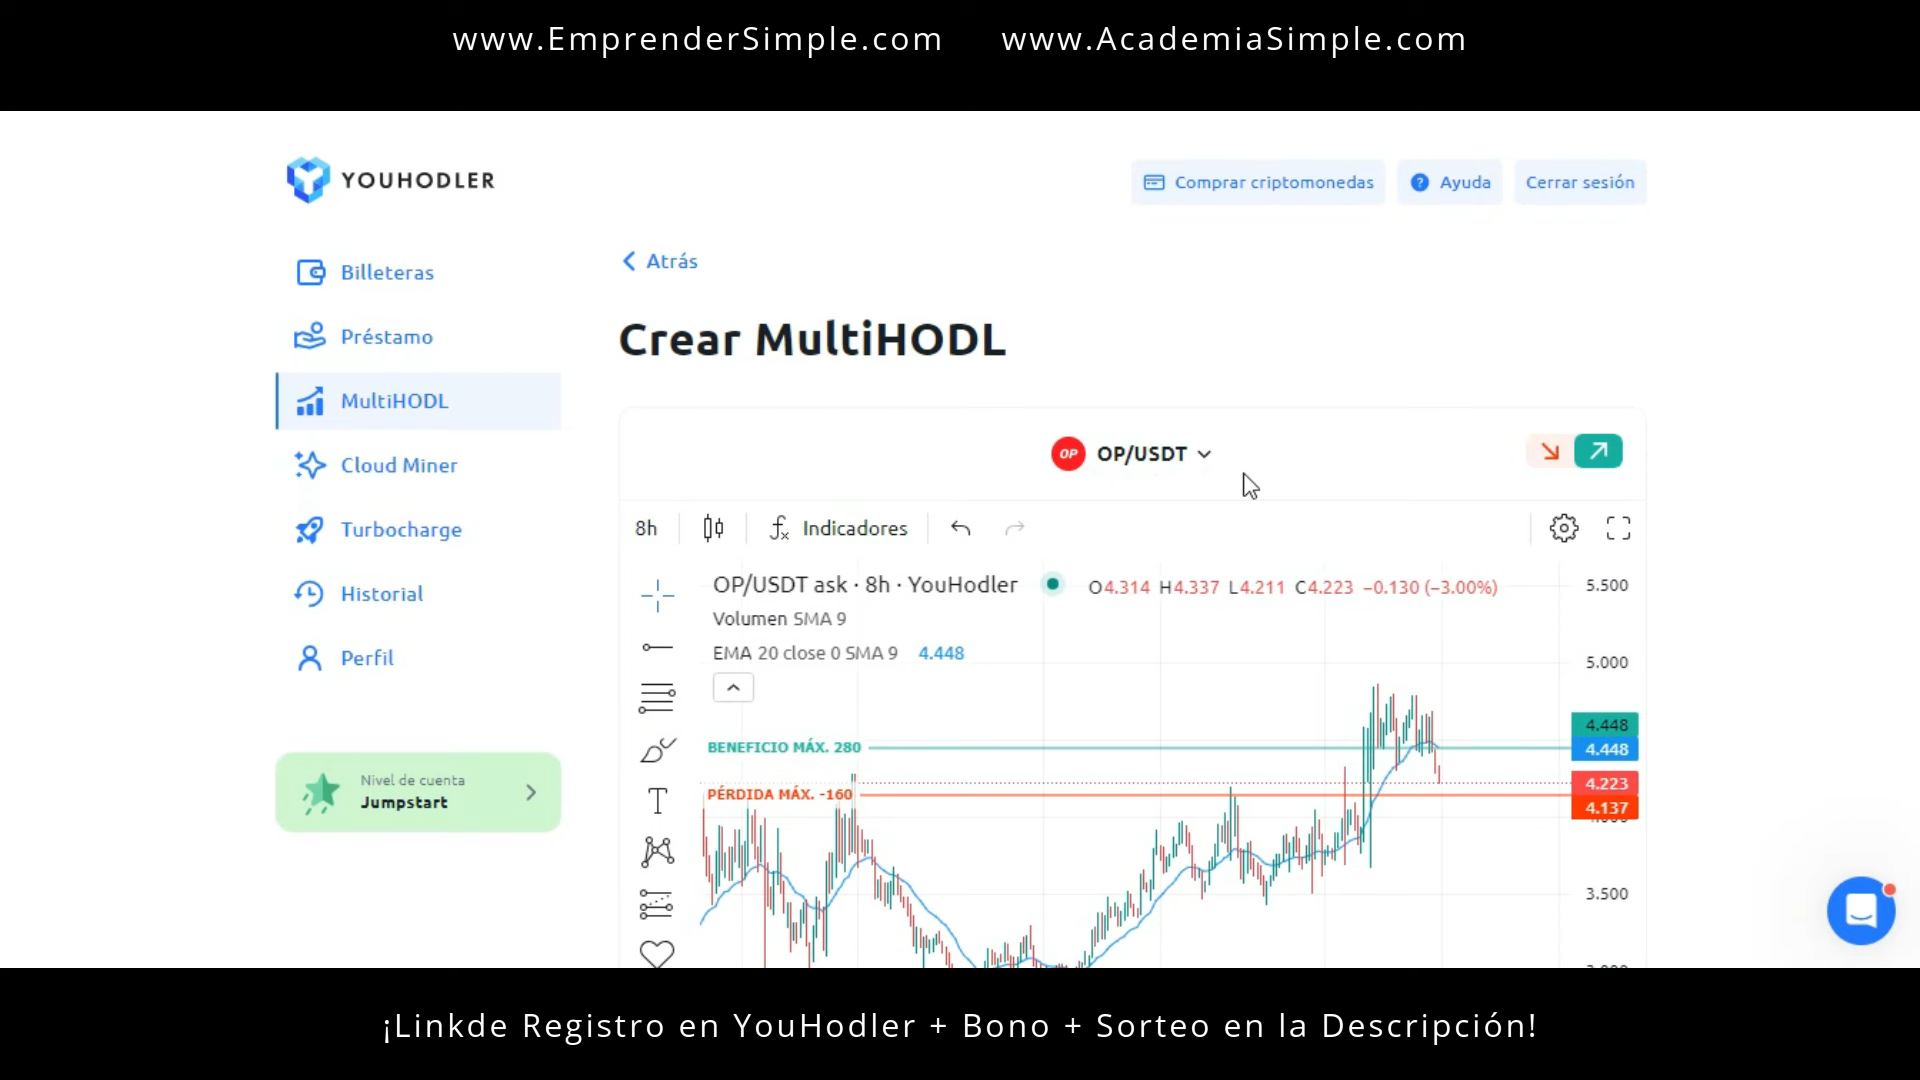 www.EmprenderSimple.com www.AcademiaSimple.com
YOUHODLER
Comprar criptomonedas
Ayuda
Cerrar sesión
Billeteras
Préstamo
MultiHODL
Cloud Miner
Turbocharge
Historial
Perfil
Nivel de cuenta
Jumpstart
Atrás
Crear MultiHODL
OP OP/USDT
8h Indicadores
OP/USDT ask · 8h · YouHodler O4.314 H4.337 L4.211 C4.223 −0.130 (−3.00%)
Volumen SMA 9
EMA 20 close 0 SMA 9 4.448
5.500
5.000
BENEFICIO MÁX. 280
4.448
4.448
PÉRDIDA MÁX. -160
4.223
4.137
3.500
¡Linkde Registro en YouHodler + Bono + Sorteo en la Descripción!